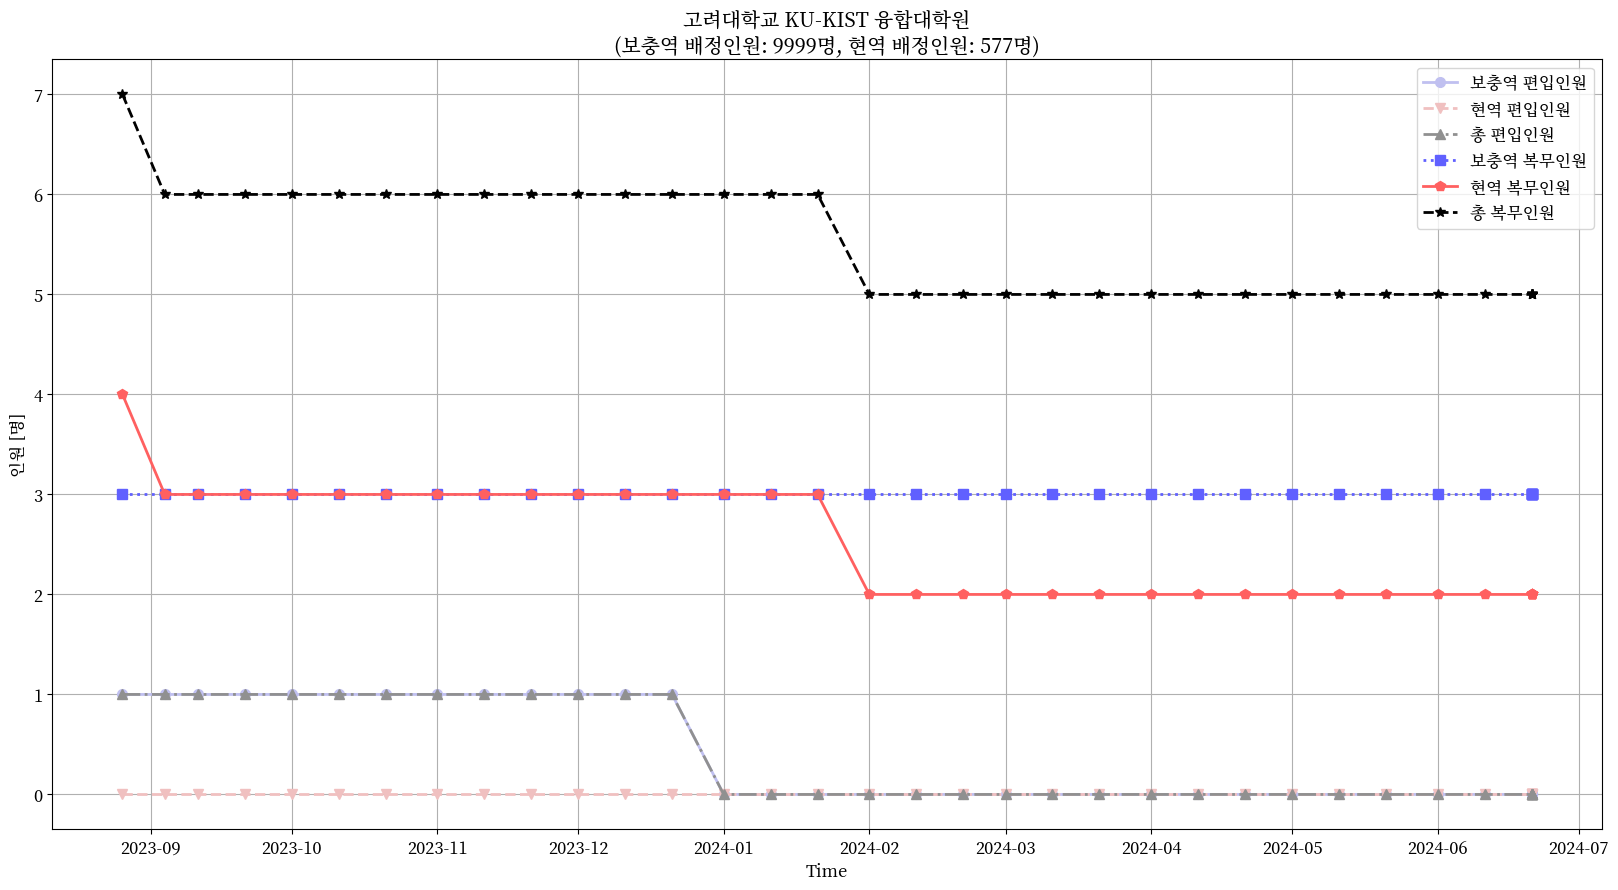 고려대학교 KU-KIST 융합대학원
(보충역 배정인원: 9999명, 현역 배정인원: 577명)
보충역 편입인원
현역 편입인원
총 편입인원
보충역 복무인원
현역 복무인원
총 복무인원
인원 [명]
7
6
5
4
3
2
1
0
2023-09
2023-10
2023-11
2023-12
2024-01
2024-02
2024-03
2024-04
2024-05
2024-06
2024-07
Time